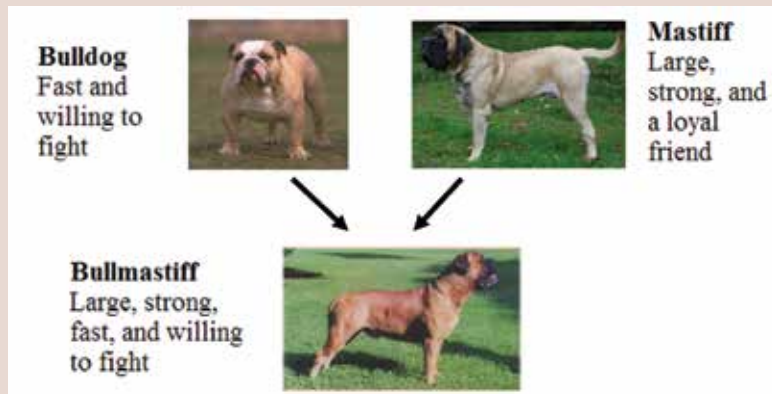 Bulldog
Fast and
willing to
fight
Mastiff
Large,
strong, and
a loyal
friend
Bullmastiff
Large, strong,
fast, and willing
to fight